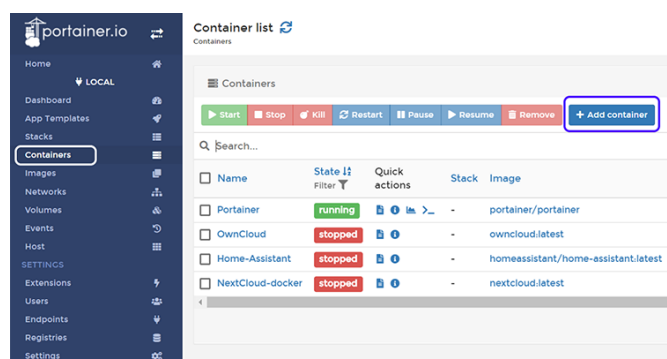 portainer.io
Home
LOCAL
Dashboard
App Templates
Stacks
Containers
Images
Networks
Volumes
Events
Host
SETTINGS
Extensions
Users
Endpoints
Registries
Settings
Container list
Containers
Containers
Start Stop Kill Restart Pause Resume Remove + Add container
Search...
Name State Filter Quick actions Stack Image
Portainer running - portainer/portainer
OwnCloud stopped - owncloud:latest
Home-Assistant stopped - homeassistant/home-assistant:latest
NextCloud-docker stopped - nextcloud:latest